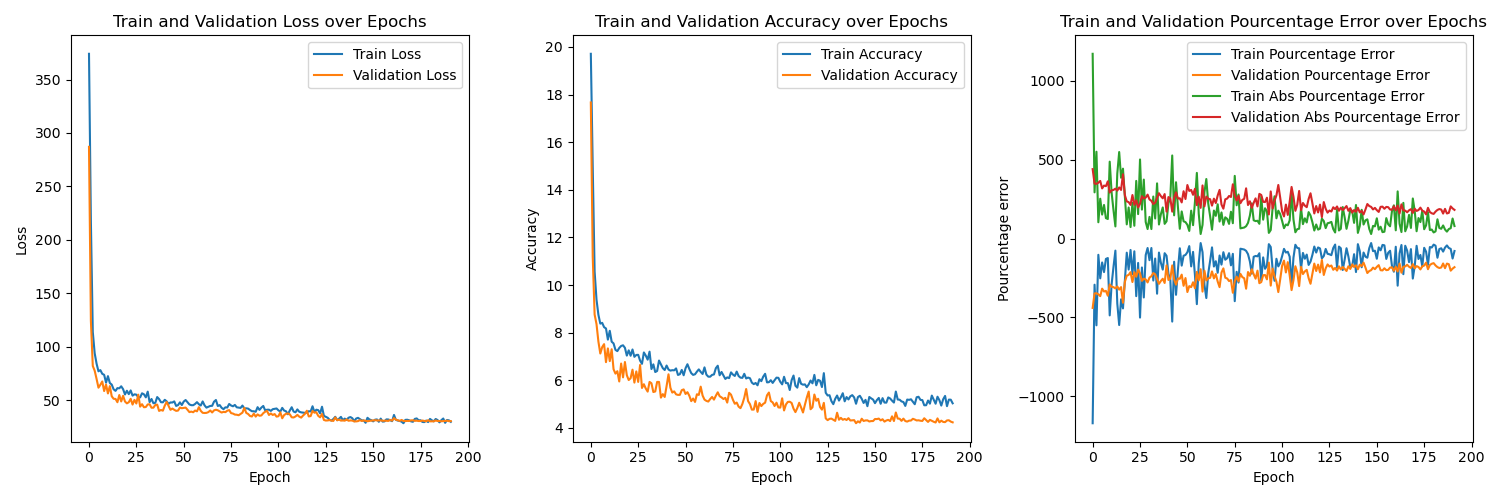 Train and Validation Loss over Epochs
Train Loss
Validation Loss
Loss
350
300
250
200
150
100
50
0 25 50 75 100 125 150 175 200
Epoch
Train and Validation Accuracy over Epochs
Train Accuracy
Validation Accuracy
Accuracy
20
18
16
14
12
10
8
6
4
0 25 50 75 100 125 150 175 200
Epoch
Train and Validation Pourcentage Error over Epochs
Train Pourcentage Error
Validation Pourcentage Error
Train Abs Pourcentage Error
Validation Abs Pourcentage Error
Pourcentage error
1000
500
0
−500
−1000
0 25 50 75 100 125 150 175 200
Epoch